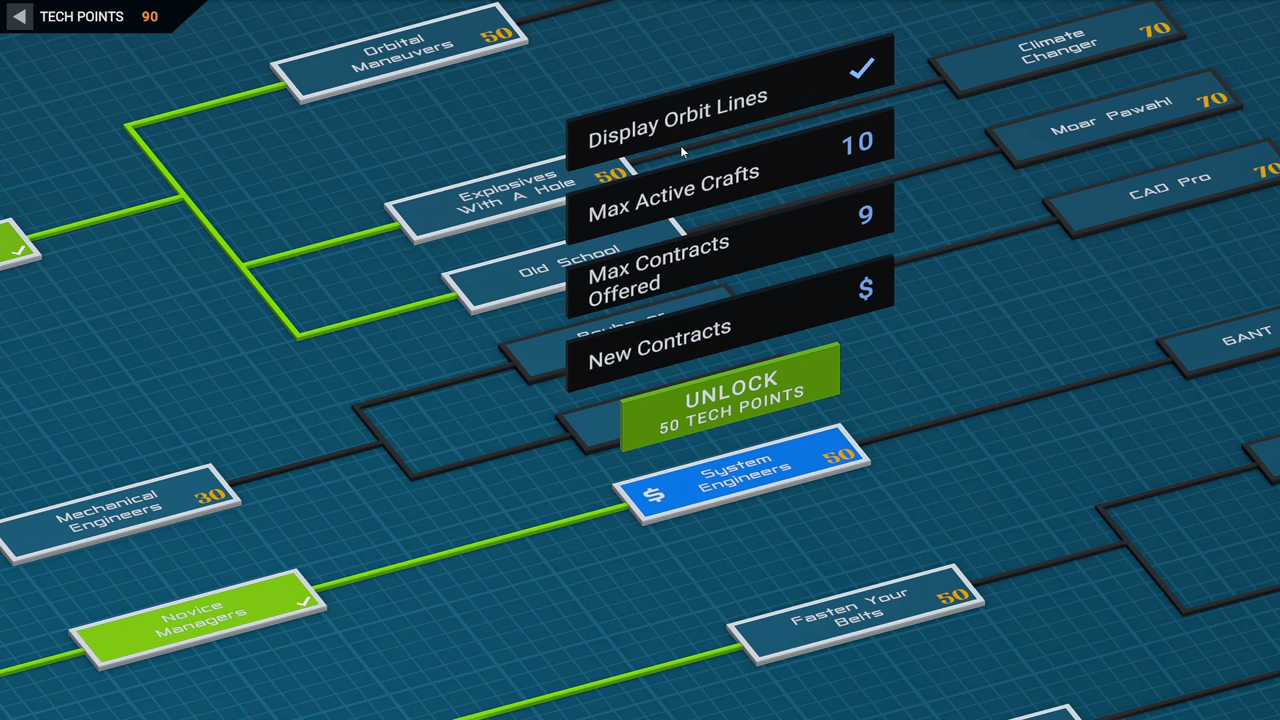 TECH POINTS 90
Orbital
Maneuvers
50
Climate
Changer
70
Display Orbit Lines
Moar Pawah!
70
Max Active Crafts
10
Explosives
With A Hole
50
CAD Pro
70
Max Contracts
Offered
9
Old School
New Contracts
$
UNLOCK
50 TECH POINTS
GANT
$ System
Engineers
50
Mechanical
Engineers
30
Novice
Managers
Fasten Your
Belts
50